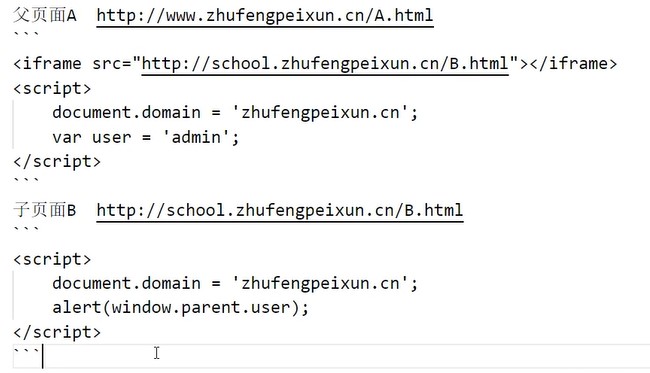 父页面A  http://www.zhufengpeixun.cn/A.html
```
<iframe src="http://school.zhufengpeixun.cn/B.html"></iframe>
<script>
    document.domain = 'zhufengpeixun.cn';
    var user = 'admin';
</script>
```
子页面B  http://school.zhufengpeixun.cn/B.html
```
<script>
    document.domain = 'zhufengpeixun.cn';
    alert(window.parent.user);
</script>
```